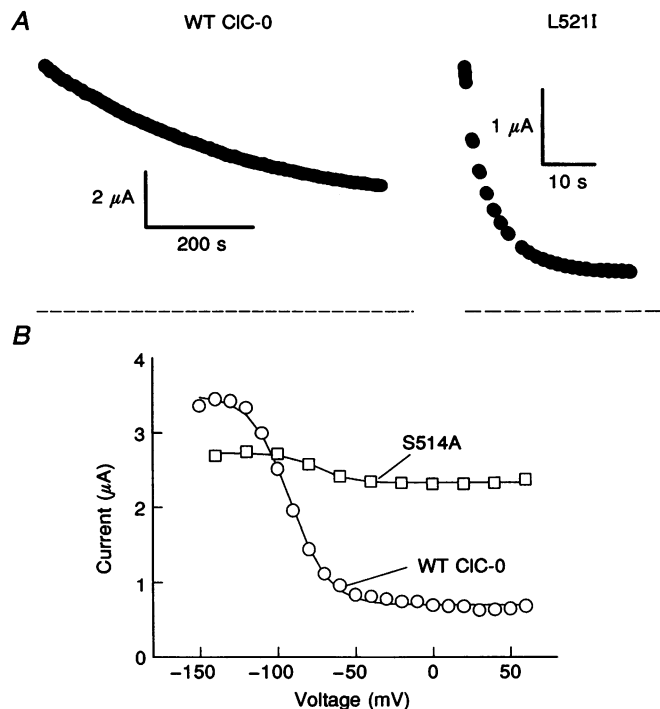 A
WT ClC-0
L521I
2 μA
200 s
1 μA
10 s
B
4
3
2
1
0
Current (μA)
S514A
WT ClC-0
−150
−100
−50
0
50
Voltage (mV)